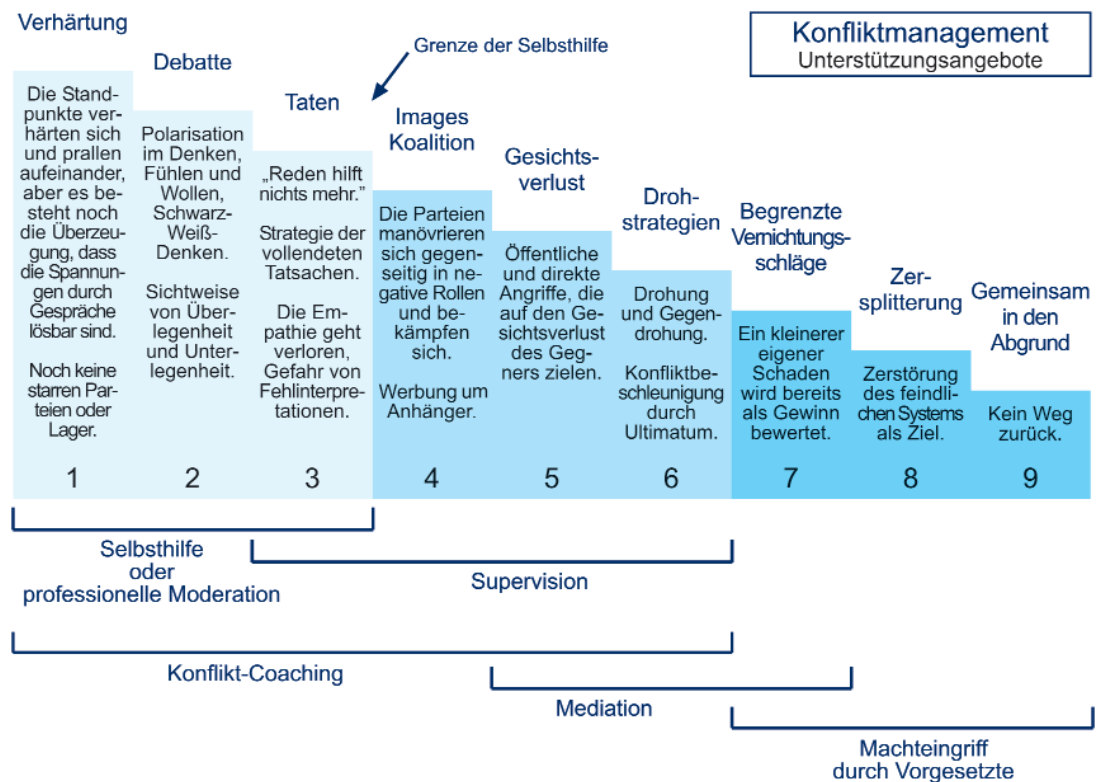 Konfliktmanagement
Unterstützungsangebote
Grenze der Selbsthilfe
Verhärtung
Die Stand-
punkte ver-
härten sich
und prallen
aufeinander,
aber es be-
steht noch
die Überzeu-
gung, dass
die Spannun-
gen durch
Gespräche
lösbar sind.
Noch keine
starren Par-
teien oder
Lager.
1
Debatte
Polarisation
im Denken,
Fühlen und
Wollen,
Schwarz-
Weiß-
Denken.
Sichtweise
von Über-
legenheit
und Unter-
legenheit.
2
Taten
„Reden hilft
nichts mehr.”
Strategie der
vollendeten
Tatsachen.
Die Em-
pathie geht
verloren,
Gefahr von
Fehlinterpre-
tationen.
3
Images
Koalition
Die Parteien
manövrieren
sich gegen-
seitig in ne-
gative Rollen
und be-
kämpfen
sich.
Werbung um
Anhänger.
4
Gesichts-
verlust
Öffentliche
und direkte
Angriffe, die
auf den Ge-
sichtsverlust
des Geg-
ners zielen.
5
Droh-
strategien
Drohung
und Gegen-
drohung.
Konfliktbe-
schleunigung
durch
Ultimatum.
6
Begrenzte
Vernichtungs-
schläge
Ein kleinerer
eigener
Schaden
wird bereits
als Gewinn
bewertet.
7
Zer-
splitterung
Zerstörung
des feind-
lichen Systems
als Ziel.
8
Gemeinsam
in den
Abgrund
Kein Weg
zurück.
9
Selbsthilfe
oder
professionelle Moderation
Supervision
Konflikt-Coaching
Mediation
Machteingriff
durch Vorgesetzte